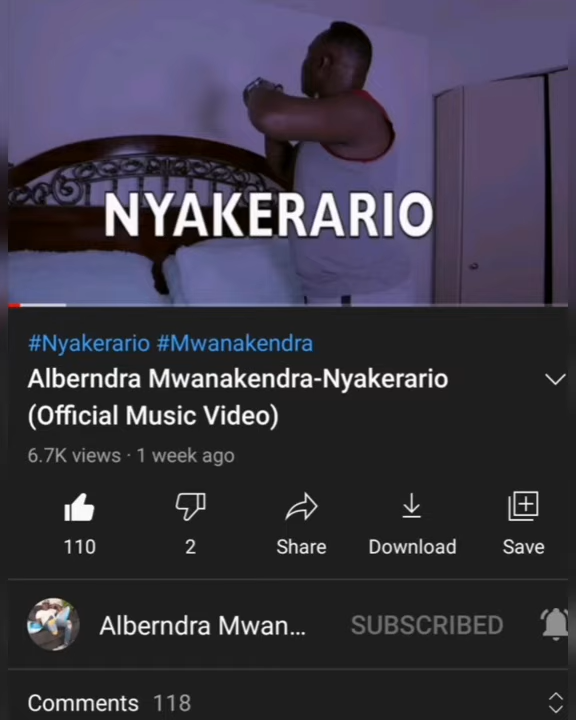 NYAKERARIO
#Nyakerario #Mwanakendra
Alberndra Mwanakendra-Nyakerario
(Official Music Video)
6.7K views · 1 week ago
110
2
Share
Download
Save
Alberndra Mwan...
SUBSCRIBED
Comments 118